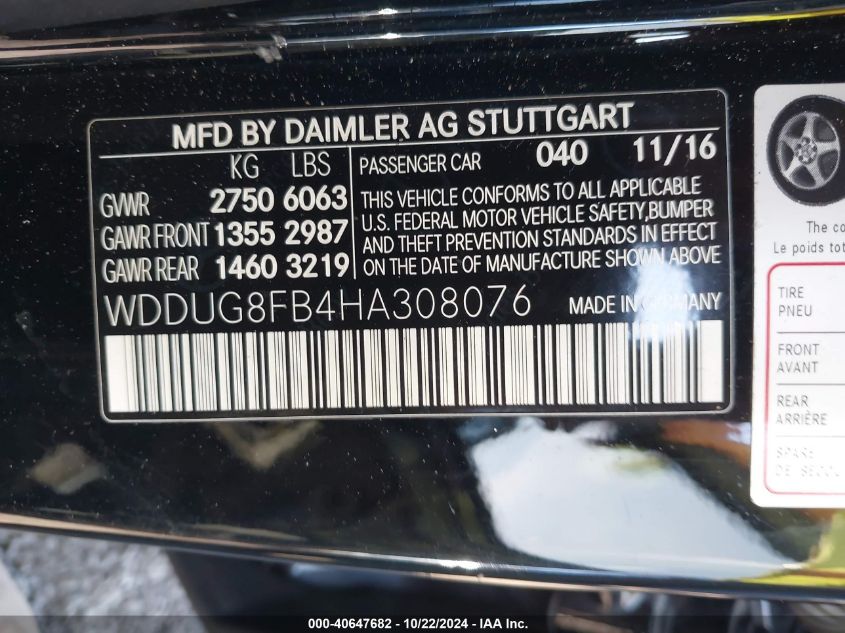 MFD BY DAIMLER AG STUTTGART
KG LBS
GVWR 2750 6063
GAWR FRONT 1355 2987
GAWR REAR 1460 3219
PASSENGER CAR 040 11/16
THIS VEHICLE CONFORMS TO ALL APPLICABLE
U.S. FEDERAL MOTOR VEHICLE SAFETY,BUMPER
AND THEFT PREVENTION STANDARDS IN EFFECT
ON THE DATE OF MANUFACTURE SHOWN ABOVE
WDDUG8FB4HA308076 MADE IN GERMANY
The co
Le poids tot
TIRE
PNEU
FRONT
AVANT
REAR
ARRIÈRE
SPARE
DE SECOU
000-40647682 - 10/22/2024 - IAA Inc.